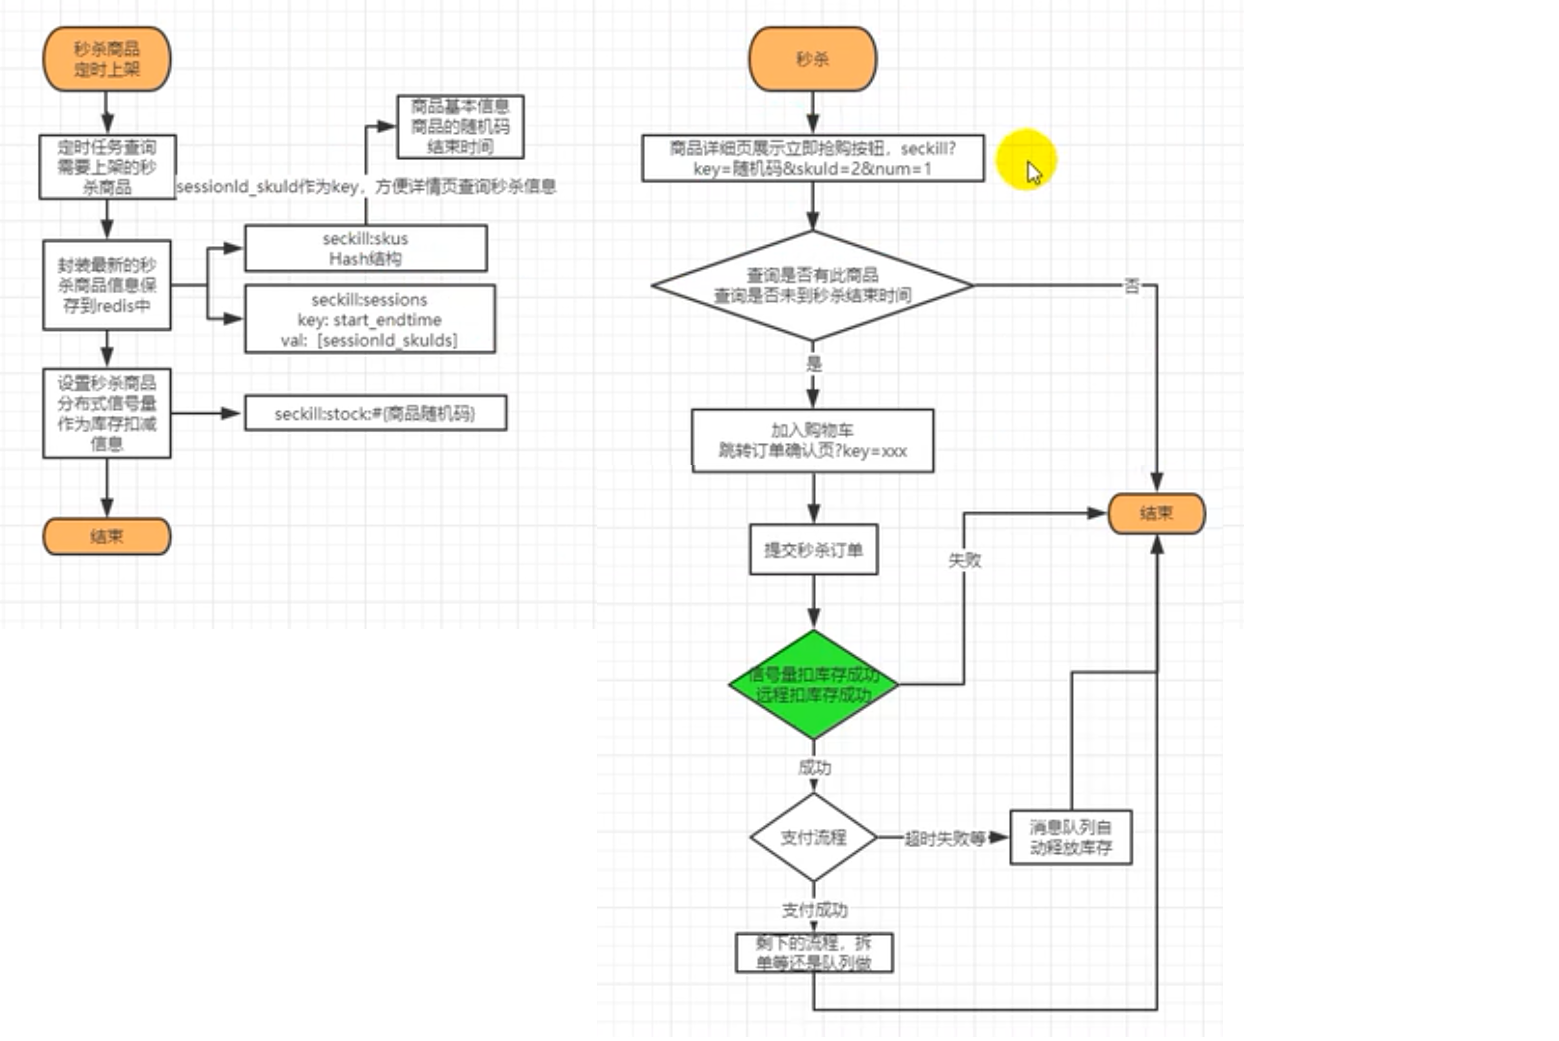 秒杀商品
定时上架
定时任务查询
需要上架的秒
杀商品
商品基本信息
商品的随机码
结束时间
sessionId_skuId作为key，方便详情页查询秒杀信息
封装最新的秒
杀商品信息保
存到redis中
seckill:skus
Hash结构
seckill:sessions
key: start_endtime
val: [sessionId_skuIds]
设置秒杀商品
分布式信号量
作为库存扣减
信息
seckill:stock:#{商品随机码}
结束
秒杀
商品详细页展示立即抢购按钮，seckill?
key=随机码&skuId=2&num=1
查询是否有此商品
查询是否未到秒杀结束时间
否
是
加入购物车
跳转订单确认页?key=xxx
结束
提交秒杀订单
失败
信号量扣库存成功
远程扣库存成功
成功
支付流程
超时失败等
消息队列自
动释放库存
支付成功
剩下的流程，拆
单等还是队列做